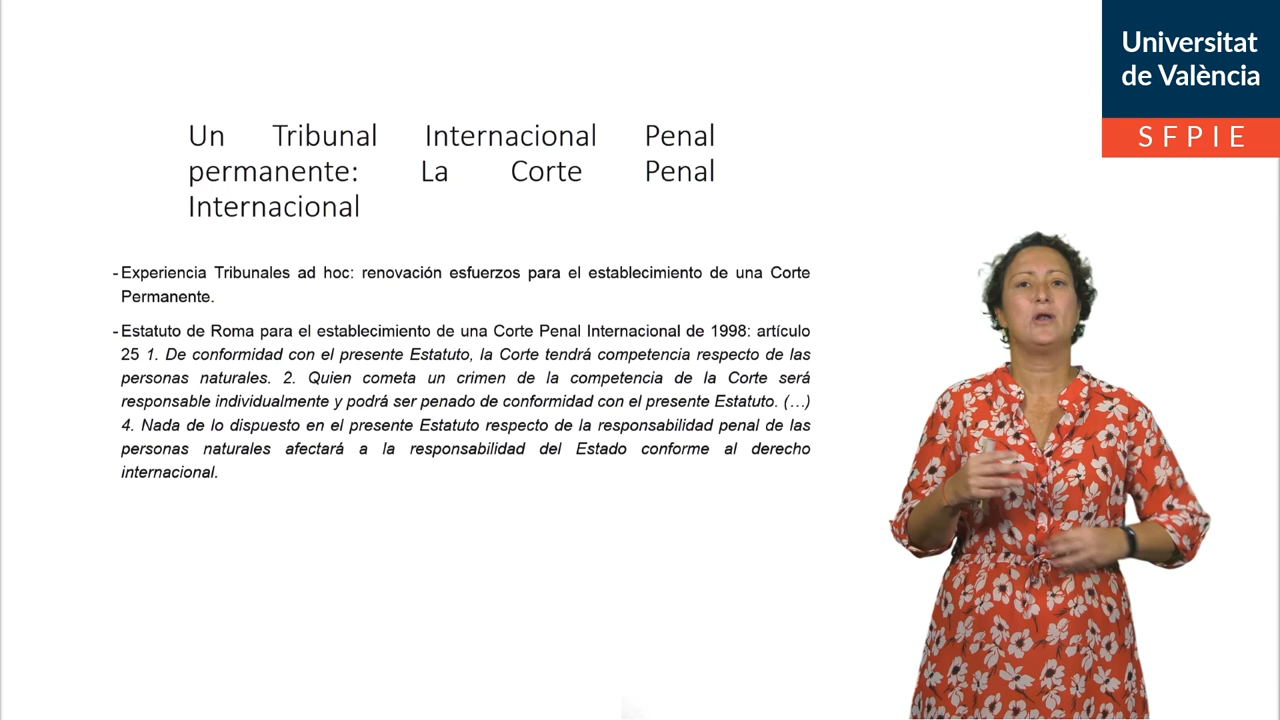 Universitat
de València
SFPIE
Un Tribunal Internacional Penal
permanente: La Corte Penal
Internacional
- Experiencia Tribunales ad hoc: renovación esfuerzos para el establecimiento de una Corte
Permanente.
- Estatuto de Roma para el establecimiento de una Corte Penal Internacional de 1998: artículo
25 1. De conformidad con el presente Estatuto, la Corte tendrá competencia respecto de las
personas naturales. 2. Quien cometa un crimen de la competencia de la Corte será
responsable individualmente y podrá ser penado de conformidad con el presente Estatuto. (…)
4. Nada de lo dispuesto en el presente Estatuto respecto de la responsabilidad penal de las
personas naturales afectará a la responsabilidad del Estado conforme al derecho
internacional.